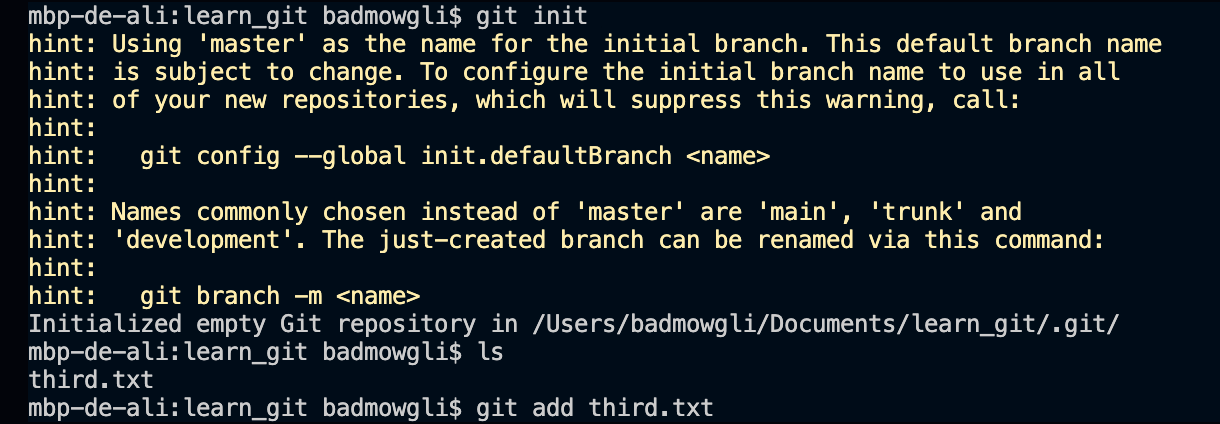 mbp-de-ali:learn_git badmowgli$ git init
hint: Using 'master' as the name for the initial branch. This default branch name
hint: is subject to change. To configure the initial branch name to use in all
hint: of your new repositories, which will suppress this warning, call:
hint:
hint:   git config --global init.defaultBranch <name>
hint:
hint: Names commonly chosen instead of 'master' are 'main', 'trunk' and
hint: 'development'. The just-created branch can be renamed via this command:
hint:
hint:   git branch -m <name>
Initialized empty Git repository in /Users/badmowgli/Documents/learn_git/.git/
mbp-de-ali:learn_git badmowgli$ ls
third.txt
mbp-de-ali:learn_git badmowgli$ git add third.txt